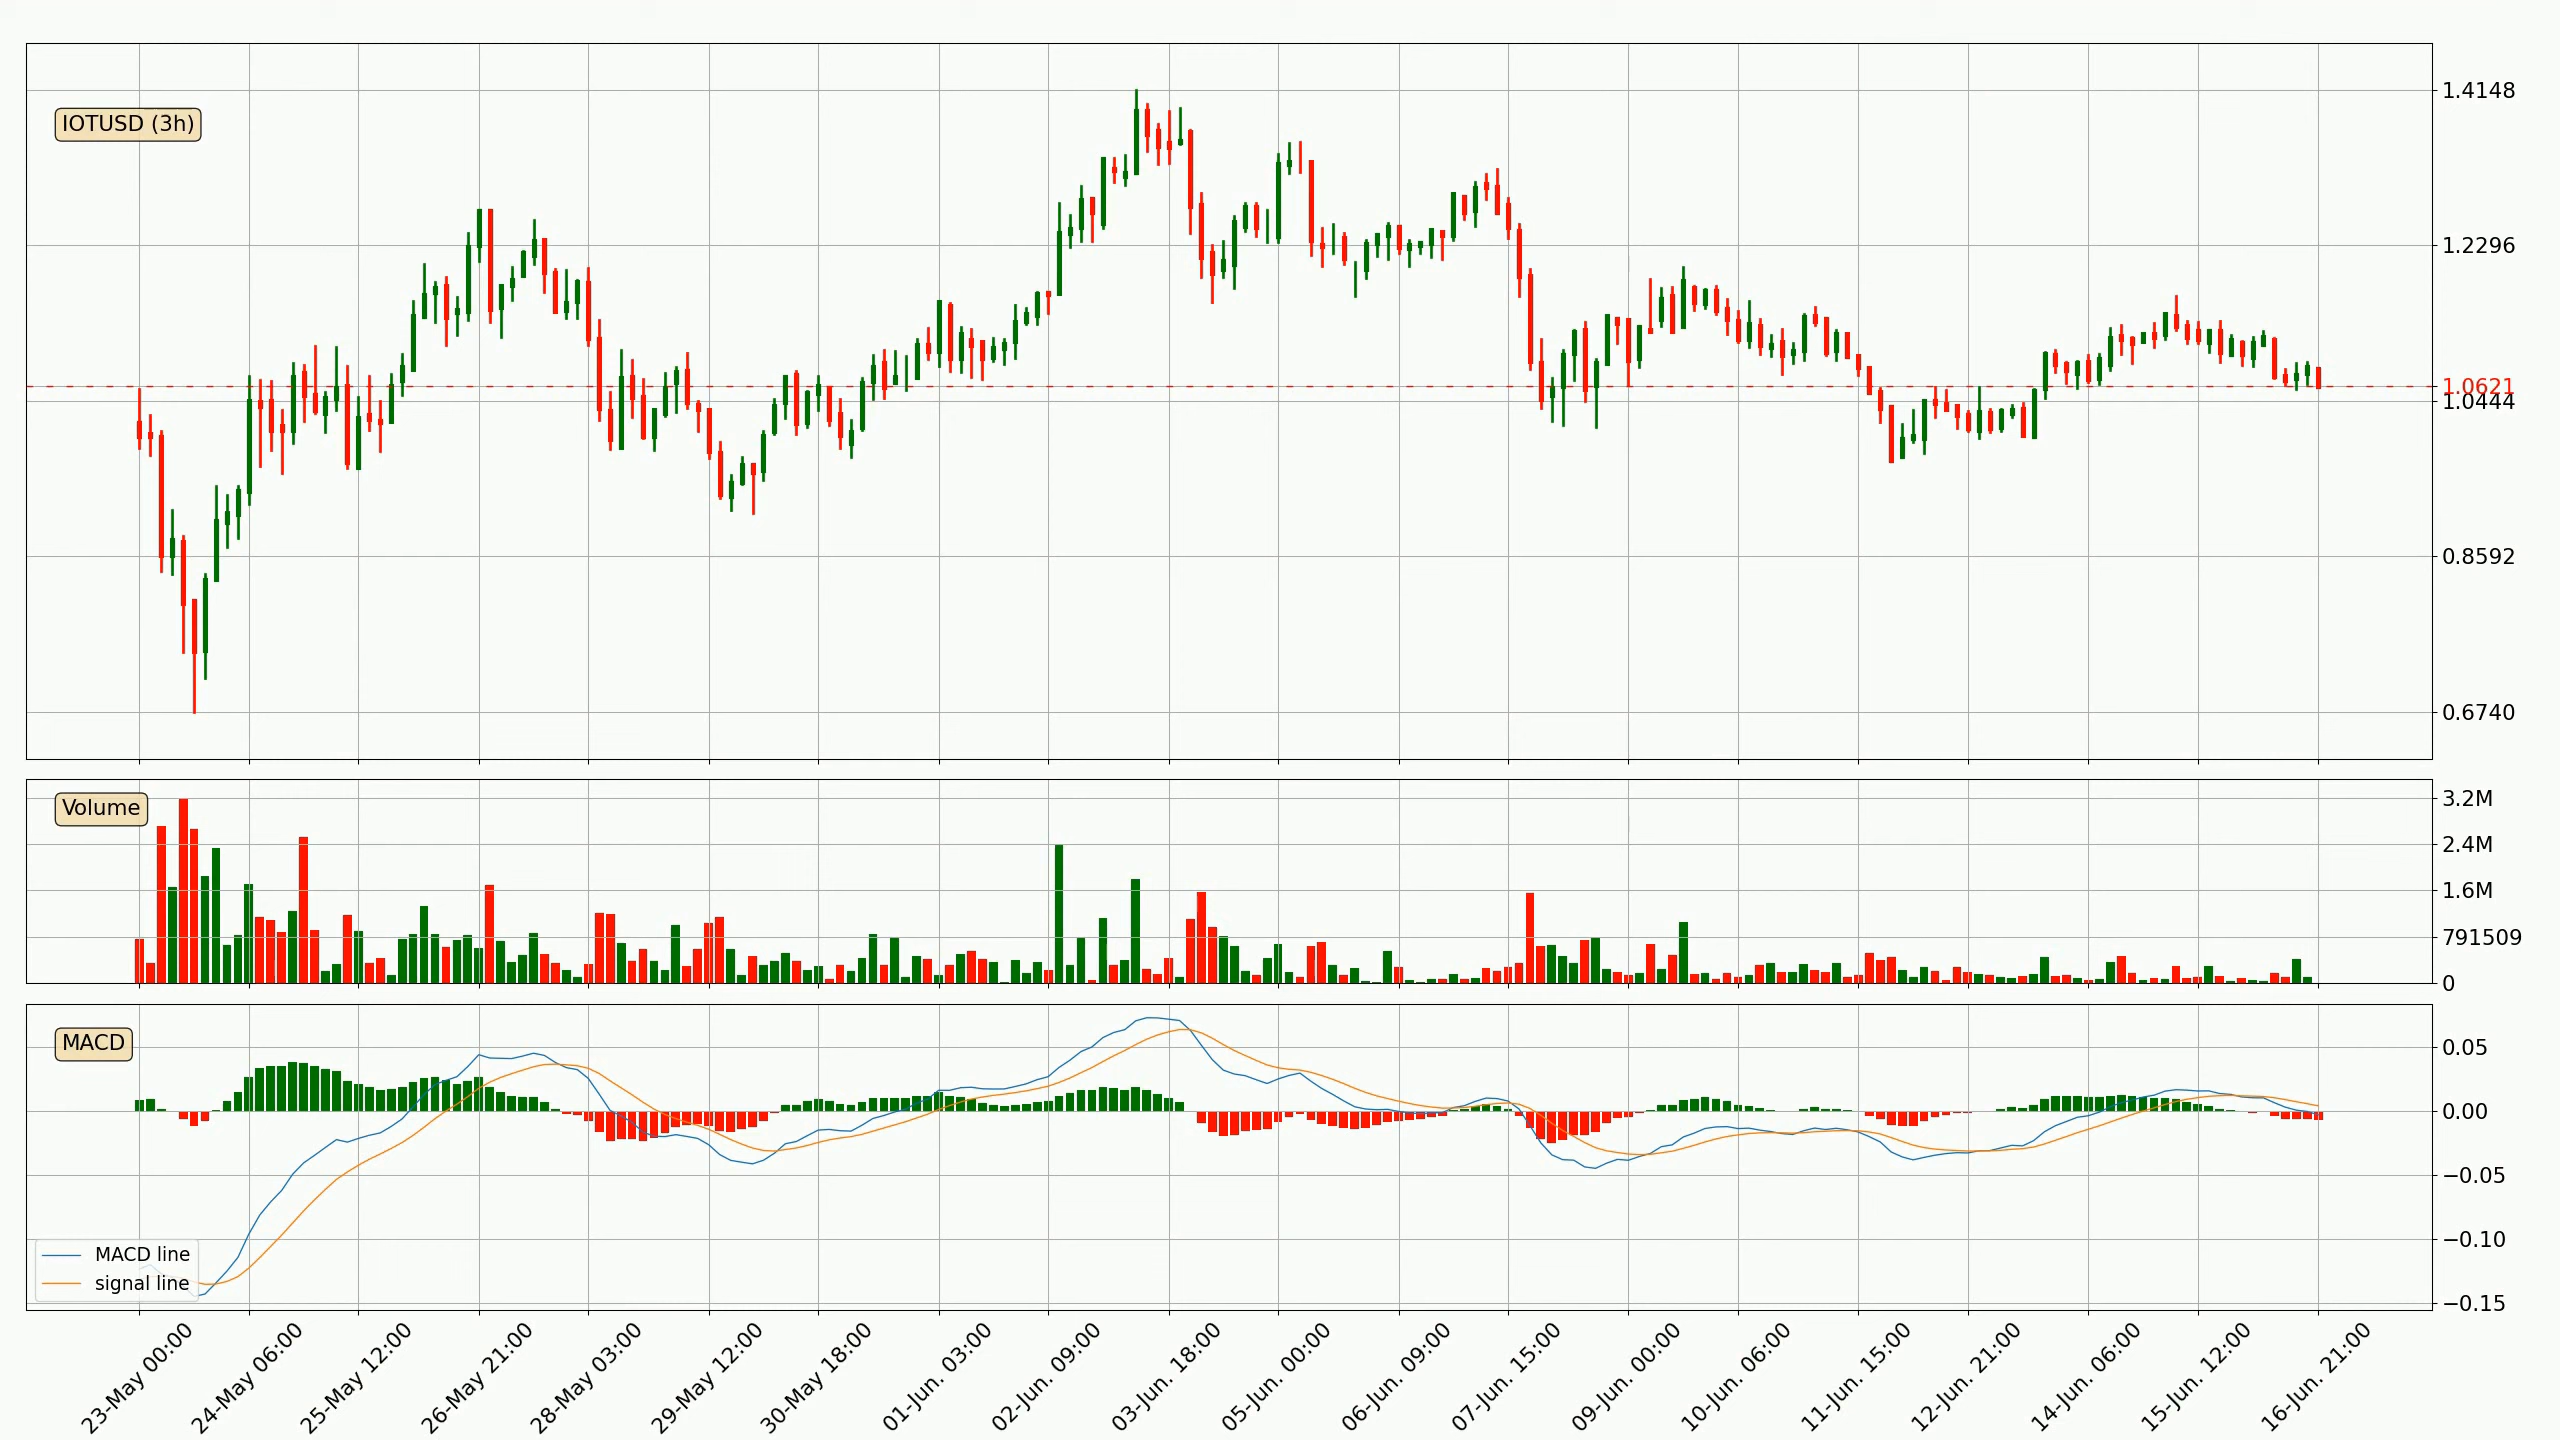 IOTUSD (3h)
1.4148
1.2296
1.0621
1.0444
0.8592
0.6740
Volume
3.2M
2.4M
1.6M
791509
0
MACD
0.05
0.00
−0.05
−0.10
−0.15
MACD line
signal line
23-May 00:00
24-May 06:00
25-May 12:00
26-May 21:00
28-May 03:00
29-May 12:00
30-May 18:00
01-Jun. 03:00
02-Jun. 09:00
03-Jun. 18:00
05-Jun. 00:00
06-Jun. 09:00
07-Jun. 15:00
09-Jun. 00:00
10-Jun. 06:00
11-Jun. 15:00
12-Jun. 21:00
14-Jun. 06:00
15-Jun. 12:00
16-Jun. 21:00